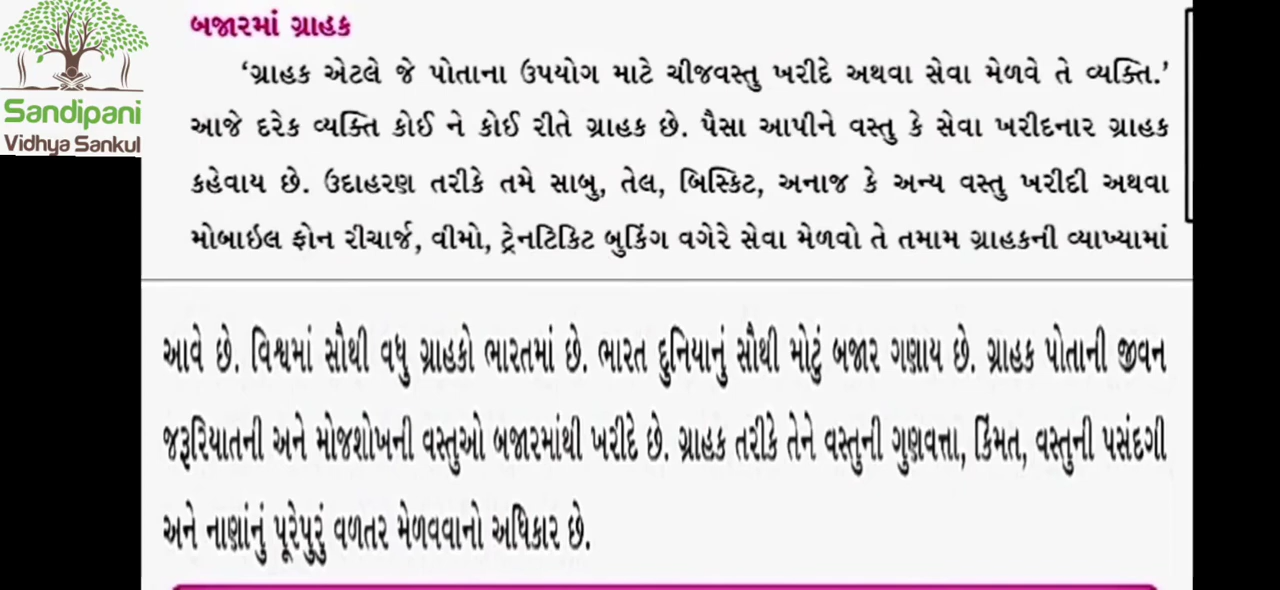 બજારમાં ગ્રાહક
‘ગ્રાહક એટલે જે પોતાના ઉપયોગ માટે ચીજવસ્તુ ખરીદે અથવા સેવા મેળવે તે વ્યક્તિ.’
આજે દરેક વ્યક્તિ કોઈ ને કોઈ રીતે ગ્રાહક છે. પૈસા આપીને વસ્તુ કે સેવા ખરીદનાર ગ્રાહક
કહેવાય છે. ઉદાહરણ તરીકે તમે સાબુ, તેલ, બિસ્કિટ, અનાજ કે અન્ય વસ્તુ ખરીદી અથવા
મોબાઇલ ફોન રીચાર્જ, વીમો, ટ્રેનટિકિટ બુકિંગ વગેરે સેવા મેળવો તે તમામ ગ્રાહકની વ્યાખ્યામાં
આવે છે. વિશ્વમાં સૌથી વધુ ગ્રાહકો ભારતમાં છે. ભારત દુનિયાનું સૌથી મોટું બજાર ગણાય છે. ગ્રાહક પોતાની જીવન
જરૂરિયાતની અને મોજશોખની વસ્તુઓ બજારમાંથી ખરીદે છે. ગ્રાહક તરીકે તેને વસ્તુની ગુણવત્તા, કિંમત, વસ્તુની પસંદગી
અને નાણાંનું પૂરેપુરું વળતર મેળવવાનો અધિકાર છે.
Sandipani
Vidhya Sankul